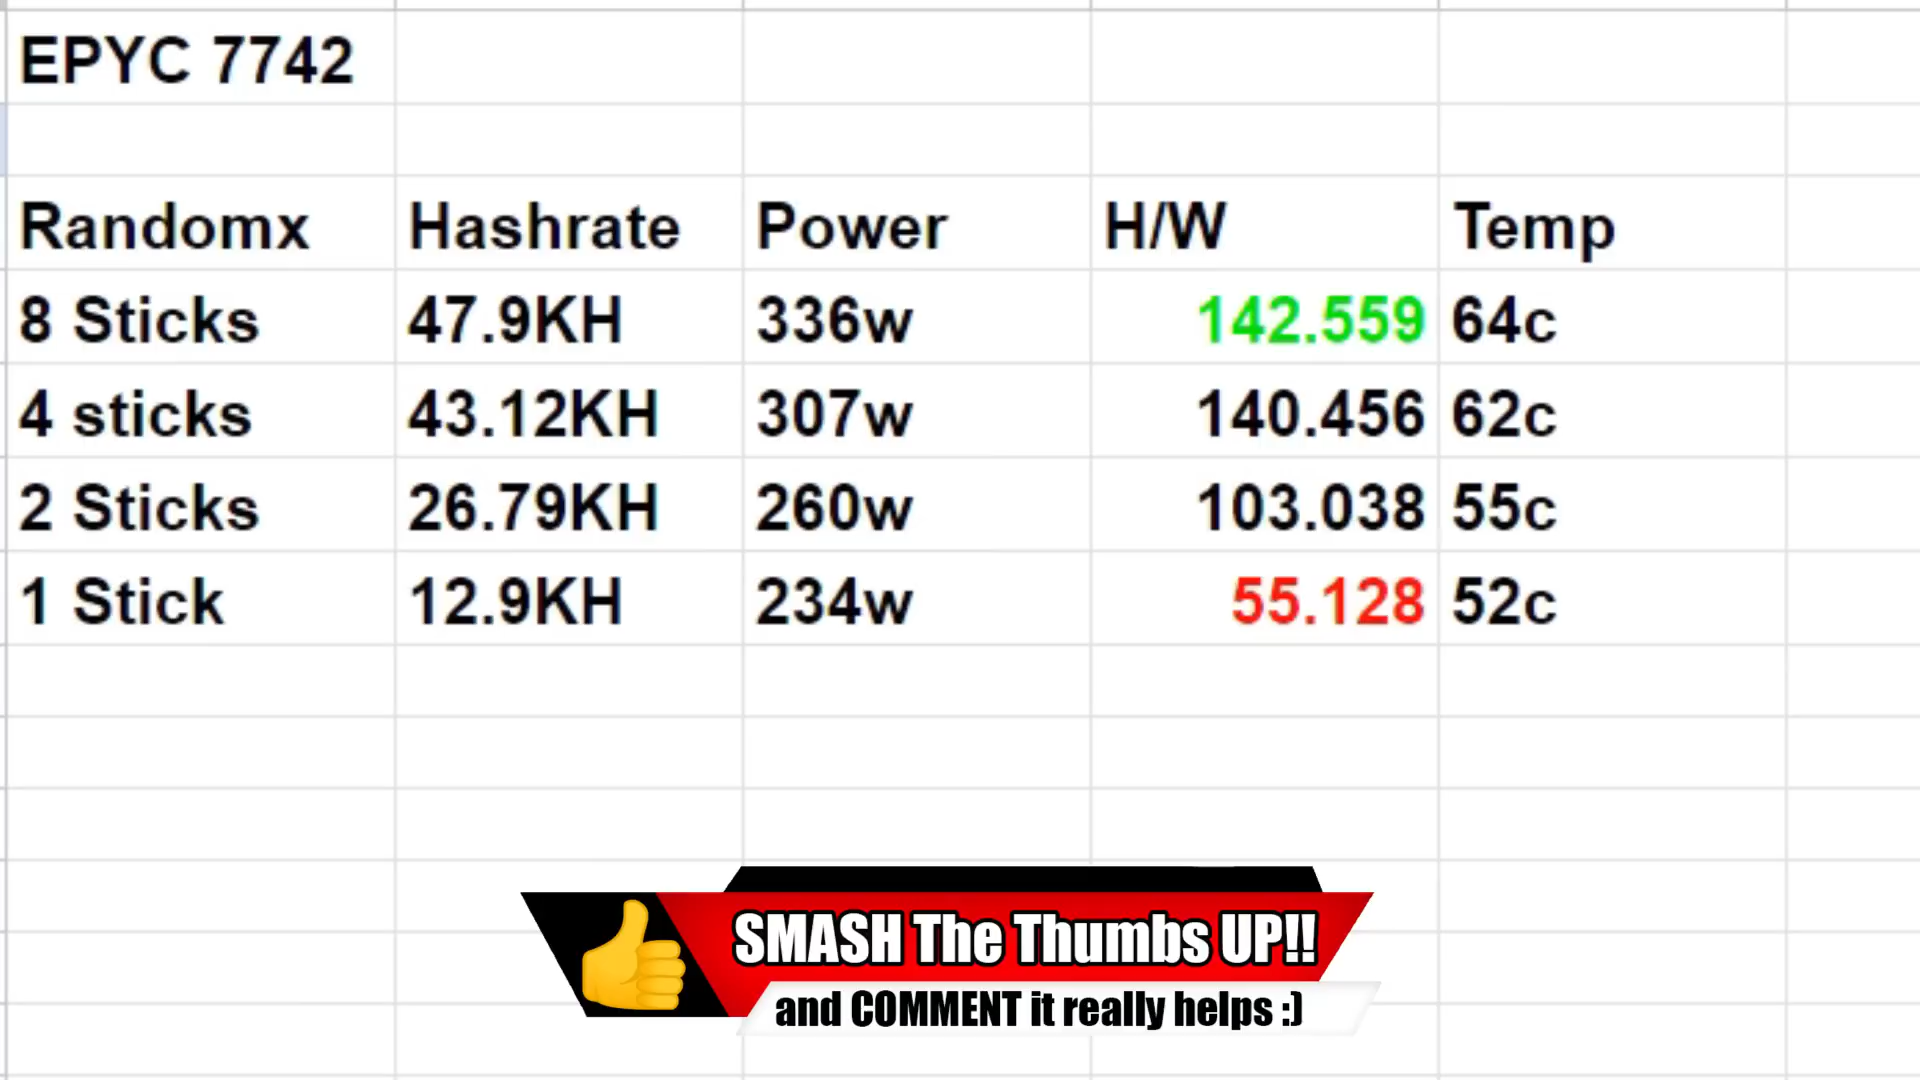 EPYC 7742
Randomx Hashrate Power H/W Temp
8 Sticks 47.9KH 336w 142.559 64c
4 sticks 43.12KH 307w 140.456 62c
2 Sticks 26.79KH 260w 103.038 55c
1 Stick 12.9KH 234w 55.128 52c
SMASH The Thumbs UP!!
and COMMENT it really helps :)